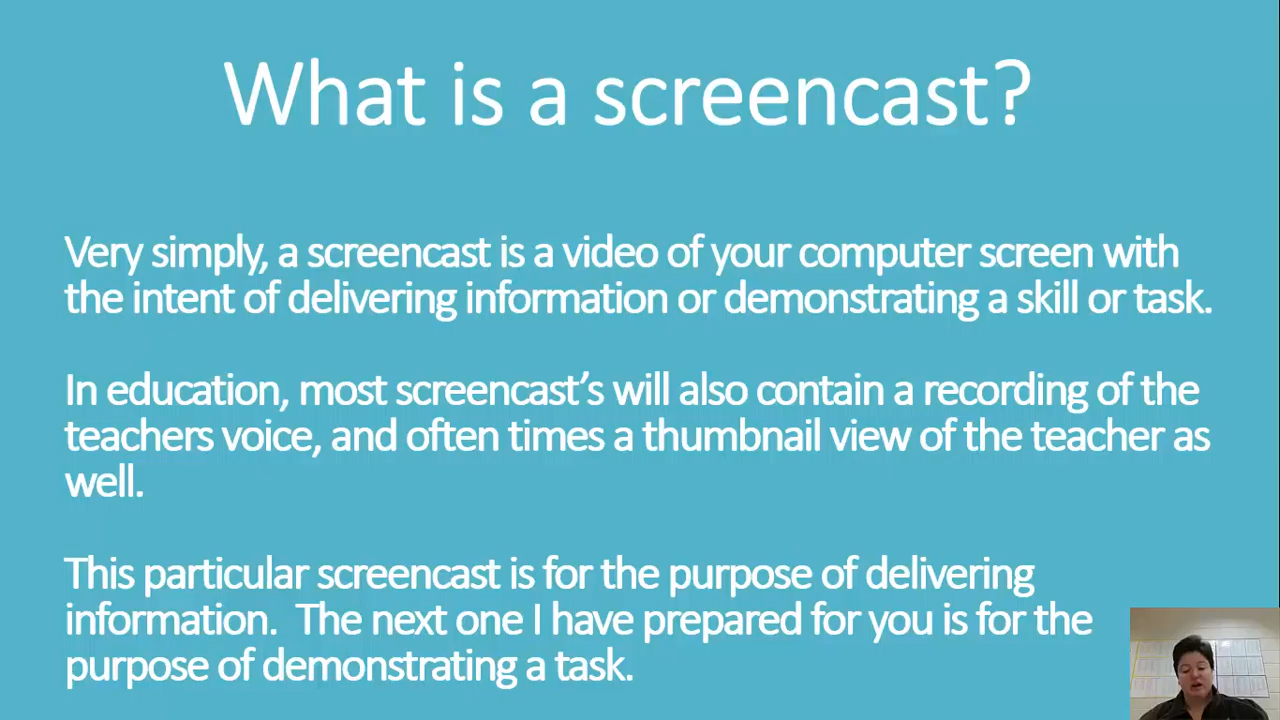 What is a screencast?
Very simply, a screencast is a video of your computer screen with
the intent of delivering information or demonstrating a skill or task.
In education, most screencast’s will also contain a recording of the
teachers voice, and often times a thumbnail view of the teacher as
well.
This particular screencast is for the purpose of delivering
information.  The next one I have prepared for you is for the
purpose of demonstrating a task.